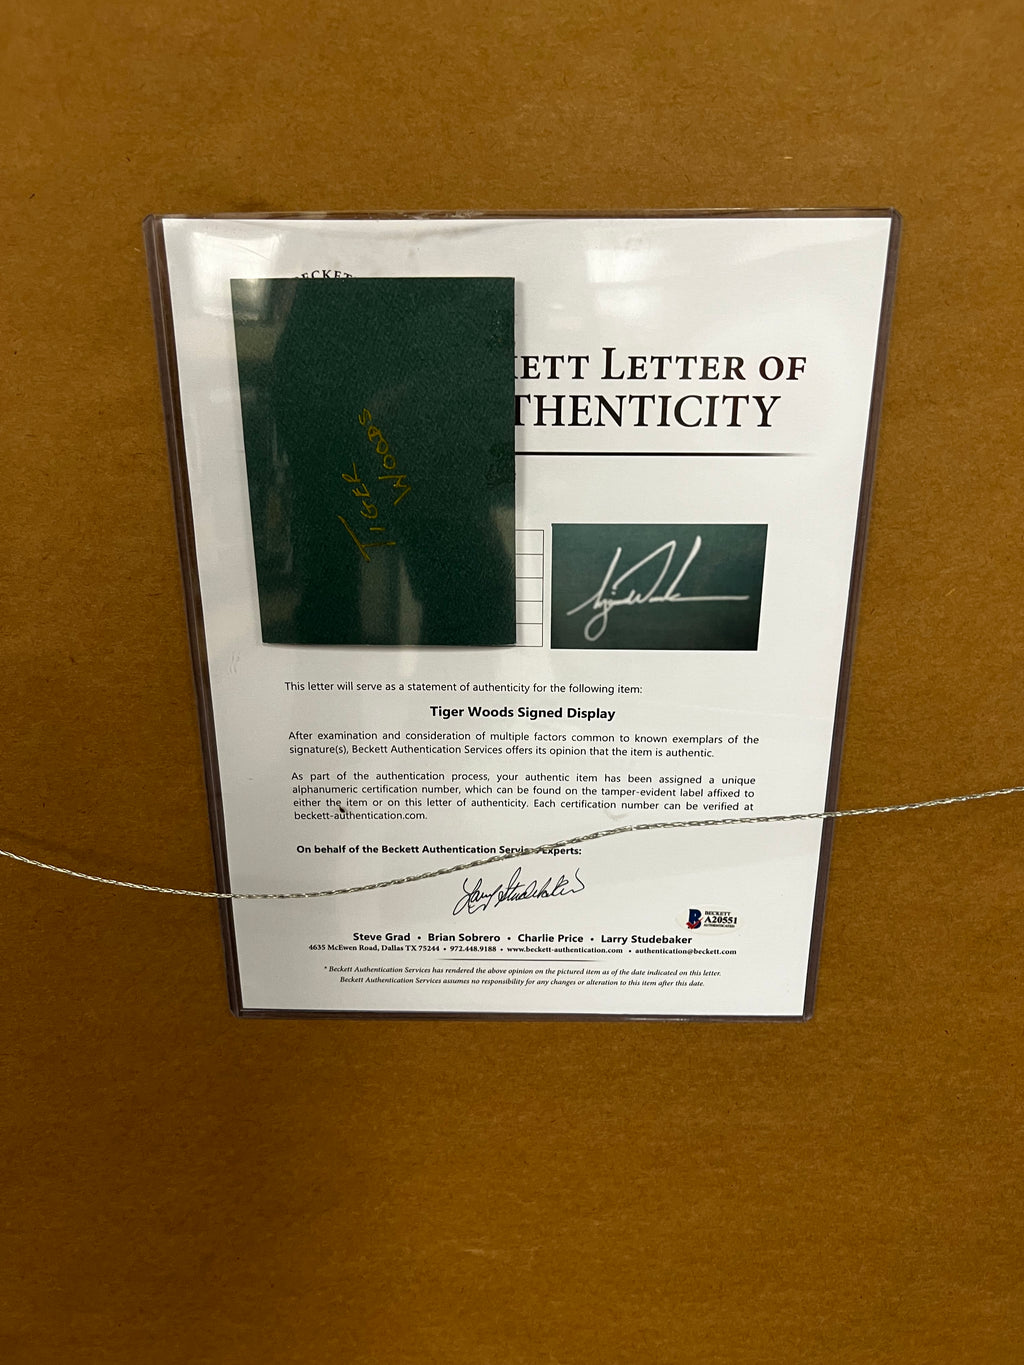 TIGER
WOODS
LETTER OF
Tiger Woods
This letter will serve as a statement of authenticity for the following item:
Tiger Woods Signed Display
After examination and consideration of multiple factors common to known exemplars of the
signature(s), Beckett Authentication Services offers its opinion that the item is authentic.
As part of the authentication process, your authentic item has been assigned a unique
alphanumeric certification number, which can be found on the tamper-evident label affixed to
either the item or on this letter of authenticity. Each certification number can be verified at
beckett-authentication.com.
On behalf of the Beckett Authentication Services Experts:
Larry Studebaker
BECKETT
A20551
AUTHENTICATED
Steve Grad • Brian Sobrero • Charlie Price • Larry Studebaker
4635 McEwen Road, Dallas TX 75244 • 972.448.9188 • www.beckett-authentication.com • authentication@beckett.com
* Beckett Authentication Services has rendered the above opinion on the pictured item as of the date indicated on this letter.
Beckett Authentication Services assumes no responsibility for any changes or alteration to this item after this date.